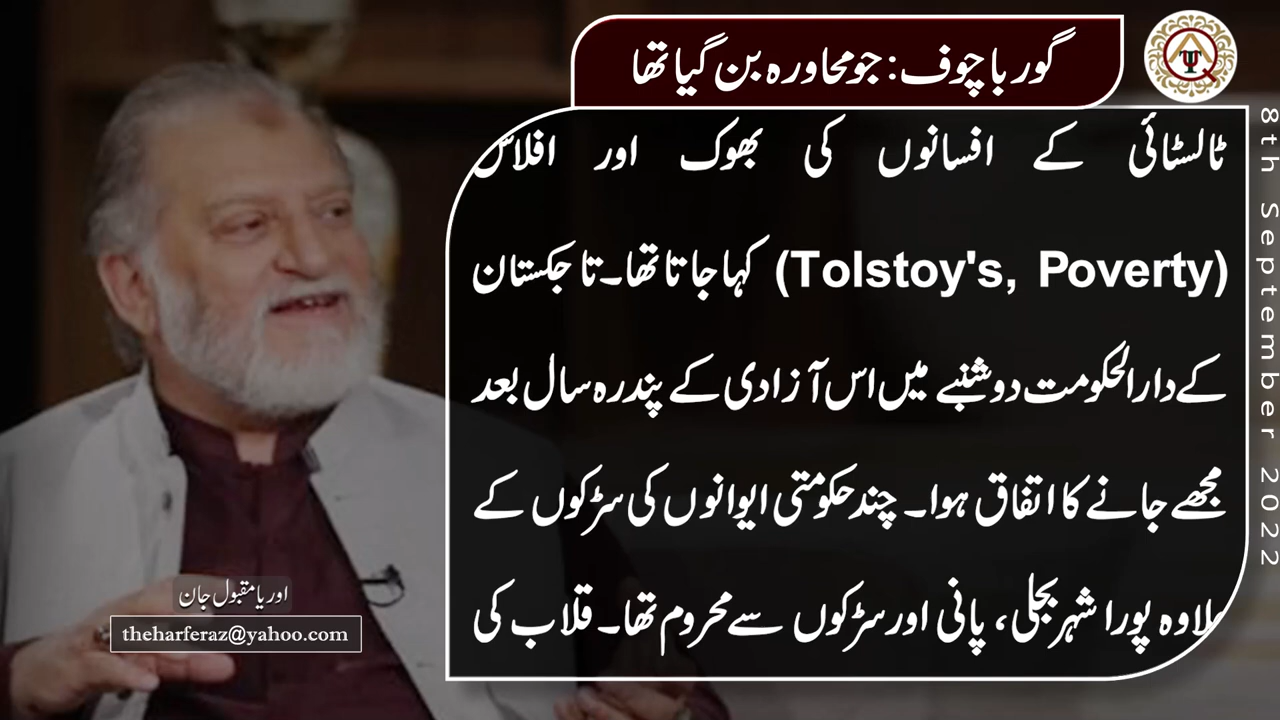 گورباچوف: جو محاورہ بن گیا تھا
ٹالسٹائی کے افسانوں کی بھوک اور افلاس
(Tolstoy's, Poverty) کہا جاتا تھا۔ تاجکستان
کے دارالحکومت دوشنبے میں اس آزادی کے پندرہ سال بعد
مجھے جانے کا اتفاق ہوا۔ چند حکومتی ایوانوں کی سڑکوں کے
علاوہ پورا شہر بجلی، پانی اور سڑکوں سے محروم تھا۔ قلاب کی
8th September 2022
اوریا مقبول جان
theharferaz@yahoo.com